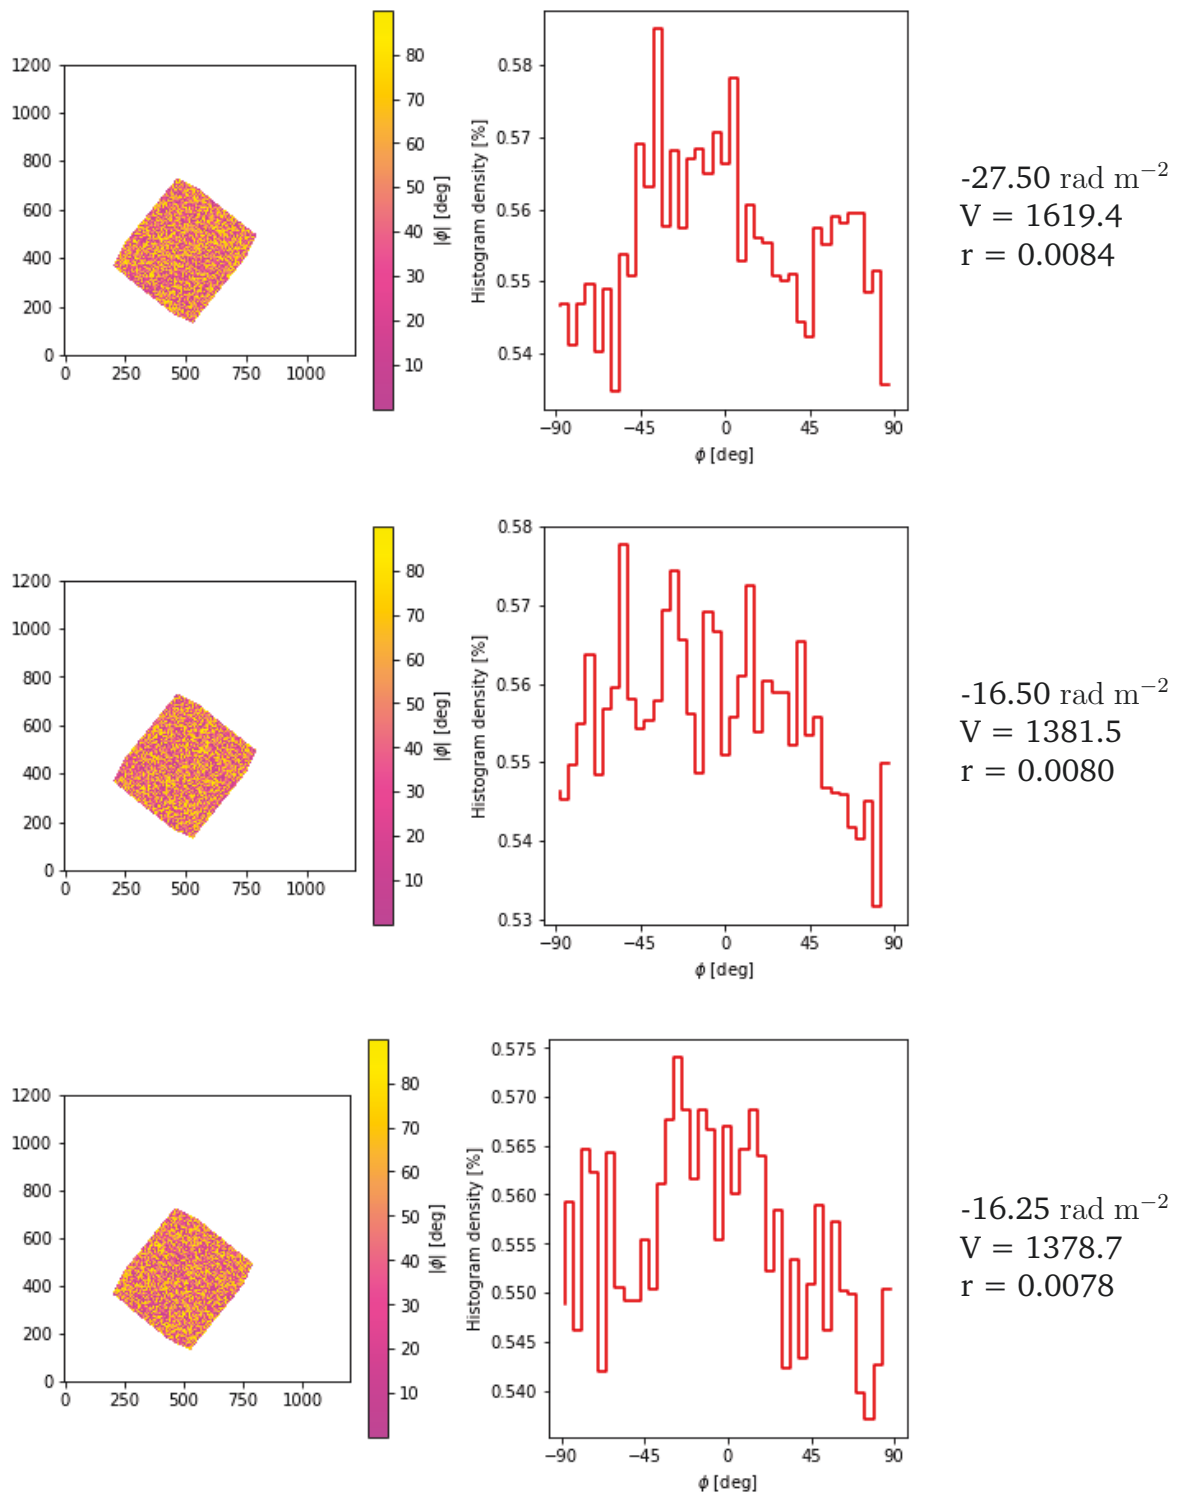 1200
1000
800
600
400
200
0
0 250 500 750 1000
80
70
60
50
40
30
20
10
|ϕ| [deg]
Histogram density [%]
0.58
0.57
0.56
0.55
0.54
−90 −45 0 45 90
ϕ [deg]
-27.50 rad m⁻²
V = 1619.4
r = 0.0084
1200
1000
800
600
400
200
0
0 250 500 750 1000
80
70
60
50
40
30
20
10
|ϕ| [deg]
Histogram density [%]
0.58
0.57
0.56
0.55
0.54
0.53
−90 −45 0 45 90
ϕ [deg]
-16.50 rad m⁻²
V = 1381.5
r = 0.0080
1200
1000
800
600
400
200
0
0 250 500 750 1000
80
70
60
50
40
30
20
10
|ϕ| [deg]
Histogram density [%]
0.575
0.570
0.565
0.560
0.555
0.550
0.545
0.540
−90 −45 0 45 90
ϕ [deg]
-16.25 rad m⁻²
V = 1378.7
r = 0.0078